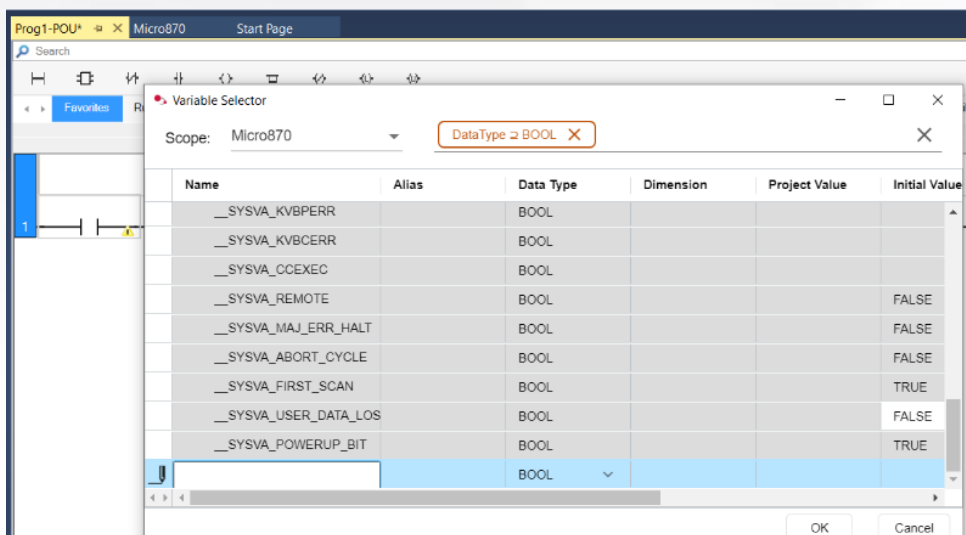 Prog1-POU* Micro870 Start Page
Search
Favorites
Variable Selector
Scope: Micro870 DataType ⊇ BOOL
Name Alias Data Type Dimension Project Value Initial Value
__SYSVA_KVBPERR BOOL
__SYSVA_KVBCERR BOOL
__SYSVA_CCEXEC BOOL
__SYSVA_REMOTE BOOL FALSE
__SYSVA_MAJ_ERR_HALT BOOL FALSE
__SYSVA_ABORT_CYCLE BOOL FALSE
__SYSVA_FIRST_SCAN BOOL TRUE
__SYSVA_USER_DATA_LOS BOOL FALSE
__SYSVA_POWERUP_BIT BOOL TRUE
BOOL
1
OK Cancel